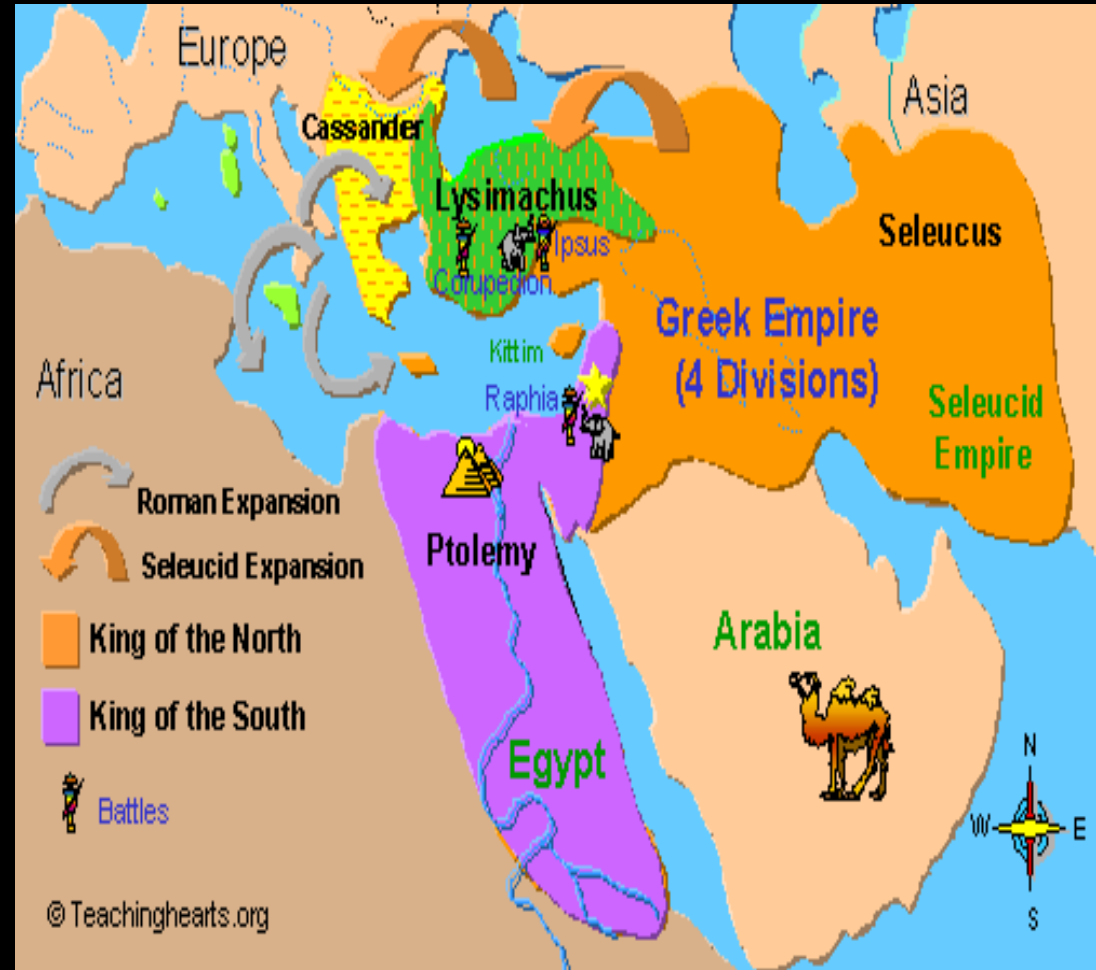 Europe
Asia
Cassander
Lysimachus
Seleucus
Ipsus
Corupedion
Greek Empire
(4 Divisions)
Kittim
Africa
Raphia
Seleucid
Empire
Roman Expansion
Ptolemy
Seleucid Expansion
King of the North
Arabia
King of the South
Egypt
Battles
N
W
E
S
© Teachinghearts.org